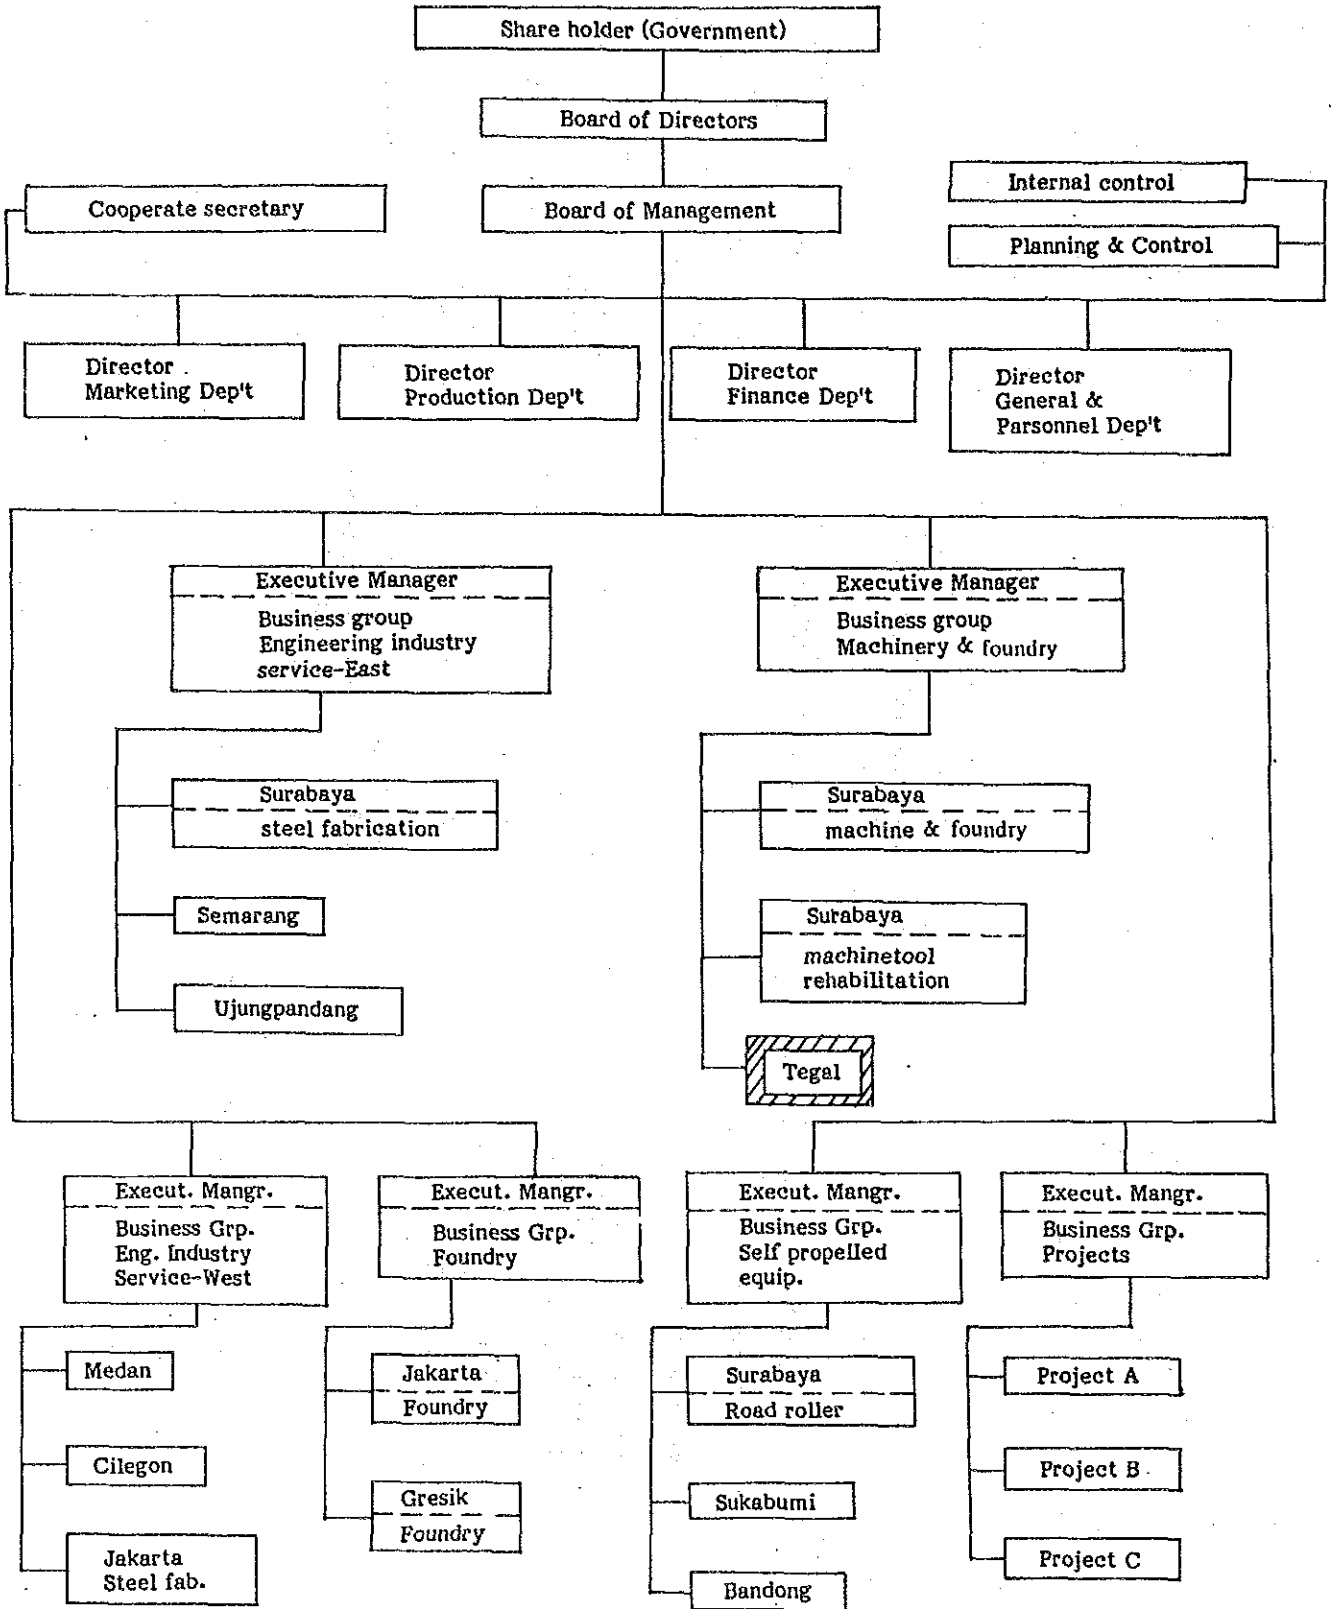 Share holder (Government)
Board of Directors
Internal control
Cooperate secretary
Board of Management
Planning & Control
Director
Marketing Dep't
Director
Production Dep't
Director
Finance Dep't
Director
General &
Parsonnel Dep't
Executive Manager
Business group
Engineering industry
service-East
Surabaya
steel fabrication
Semarang
Ujungpandang
Executive Manager
Business group
Machinery & foundry
Surabaya
machine & foundry
Surabaya
machinetool
rehabilitation
Tegal
Execut. Mangr.
Business Grp.
Eng. Industry
Service-West
Medan
Cilegon
Jakarta
Steel fab.
Execut. Mangr.
Business Grp.
Foundry
Jakarta
Foundry
Gresik
Foundry
Execut. Mangr.
Business Grp.
Self propelled
equip.
Surabaya
Road roller
Sukabumi
Bandong
Execut. Mangr.
Business Grp.
Projects
Project A
Project B
Project C